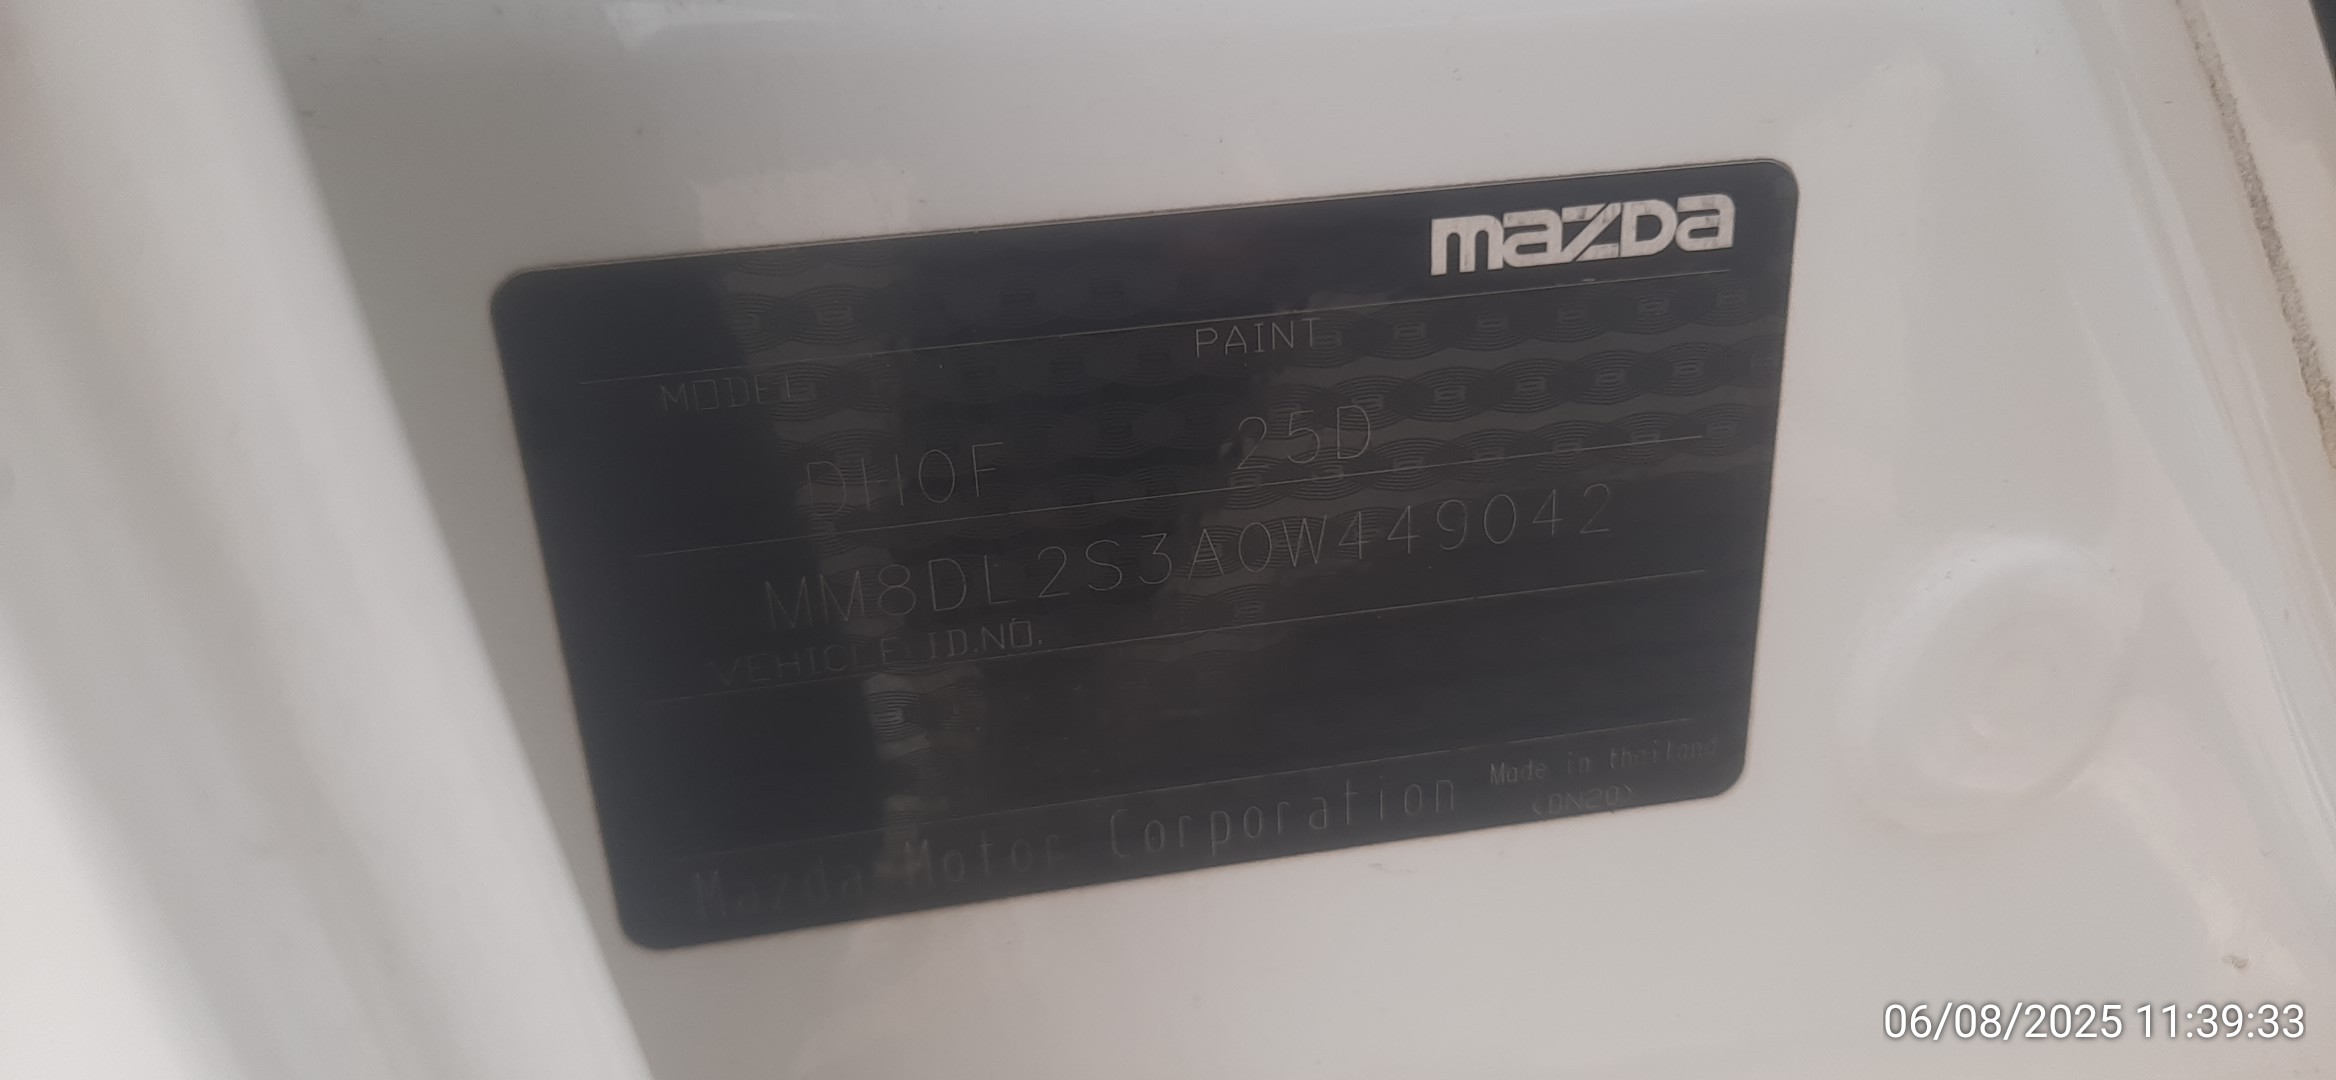 mazda
MODEL PAINT
DH0F 25D
MM8DL2S3A0W449042
VEHICLE ID.NO.
Mazda Motor Corporation Made in thailand
(DN20)
06/08/2025 11:39:33